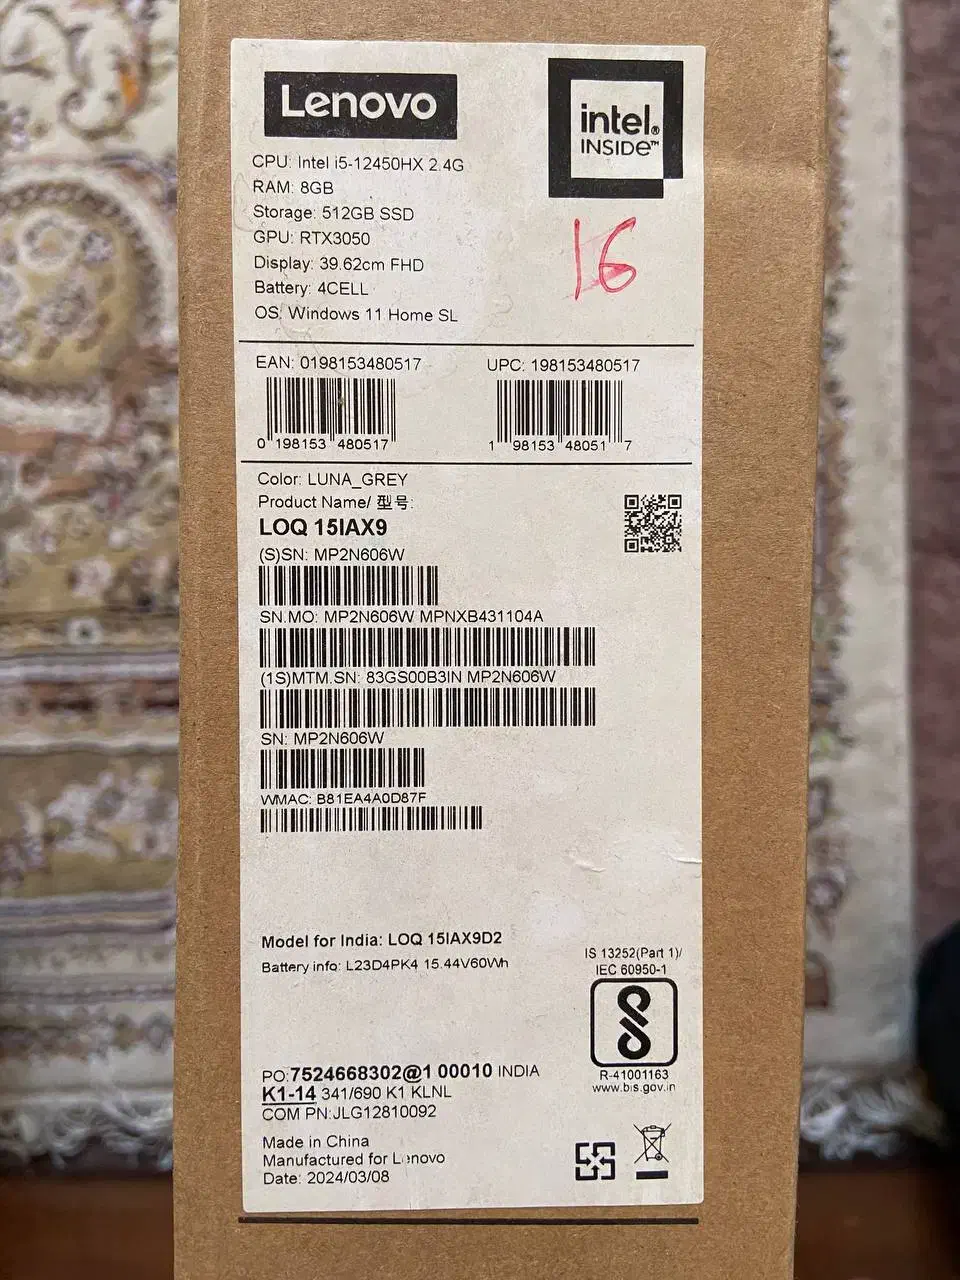 Lenovo
intel®
INSIDE™
CPU: Intel i5-12450HX 2.4G
RAM: 8GB
Storage: 512GB SSD
GPU: RTX3050
Display: 39.62cm FHD
Battery: 4CELL
OS: Windows 11 Home SL
16
EAN: 0198153480517
0 198153 480517
UPC: 198153480517
1 98153 48051 7
Color: LUNA_GREY
Product Name/ 型号:
LOQ 15IAX9
(S)SN: MP2N606W
SN.MO: MP2N606W MPNXB431104A
(1S)MTM.SN: 83GS00B3IN MP2N606W
SN: MP2N606W
WMAC: B81EA4A0D87F
Model for India: LOQ 15IAX9D2
Battery info: L23D4PK4 15.44V60Wh
IS 13252(Part 1)/
IEC 60950-1
R-41001163
www.bis.gov.in
PO:7524668302@1 00010 INDIA
K1-14 341/690 K1 KLNL
COM PN:JLG12810092
Made in China
Manufactured for Lenovo
Date: 2024/03/08